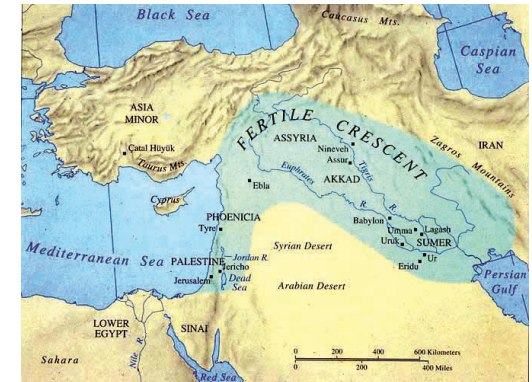 Black Sea
Caucasus Mts.
Caspian
Sea
ASIA
MINOR
FERTILE CRESCENT
ASSYRIA
IRAN
Çatal Hüyük
Nineveh
Assur
Zagros Mountains
Taurus Mts.
Tigris R.
Euphrates R.
AKKAD
Ebla
Cyprus
PHOENICIA
Babylon
Tyre
Umma
Lagash
Uruk
SUMER
Mediterranean Sea
Syrian Desert
Ur
PALESTINE
Jordan R.
Jericho
Eridu
Persian
Gulf
Jerusalem
Dead
Sea
Arabian Desert
LOWER
EGYPT
SINAI
Nile R.
Sahara
Red Sea
0 200 400 600 Kilometers
0 200 400 Miles